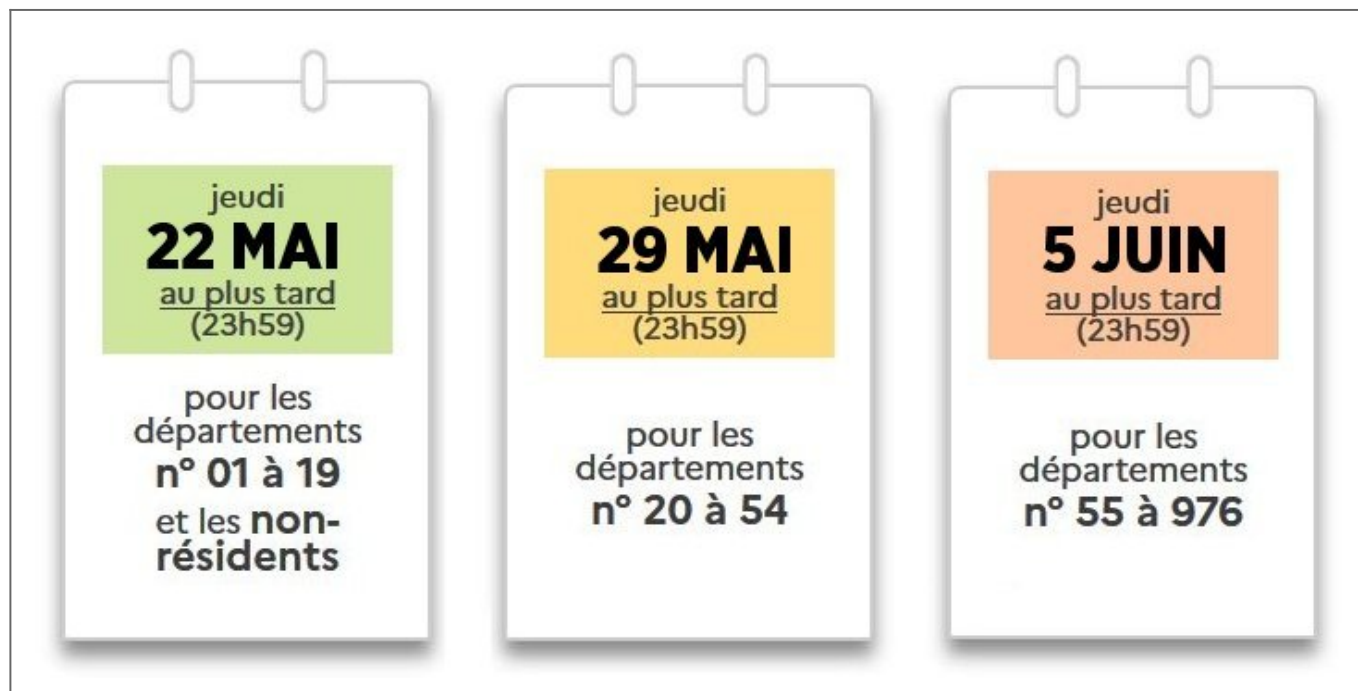 jeudi
22 MAI
au plus tard
(23h59)
pour les
départements
n° 01 à 19
et les non-
résidents
jeudi
29 MAI
au plus tard
(23h59)
pour les
départements
n° 20 à 54
jeudi
5 JUIN
au plus tard
(23h59)
pour les
départements
n° 55 à 976